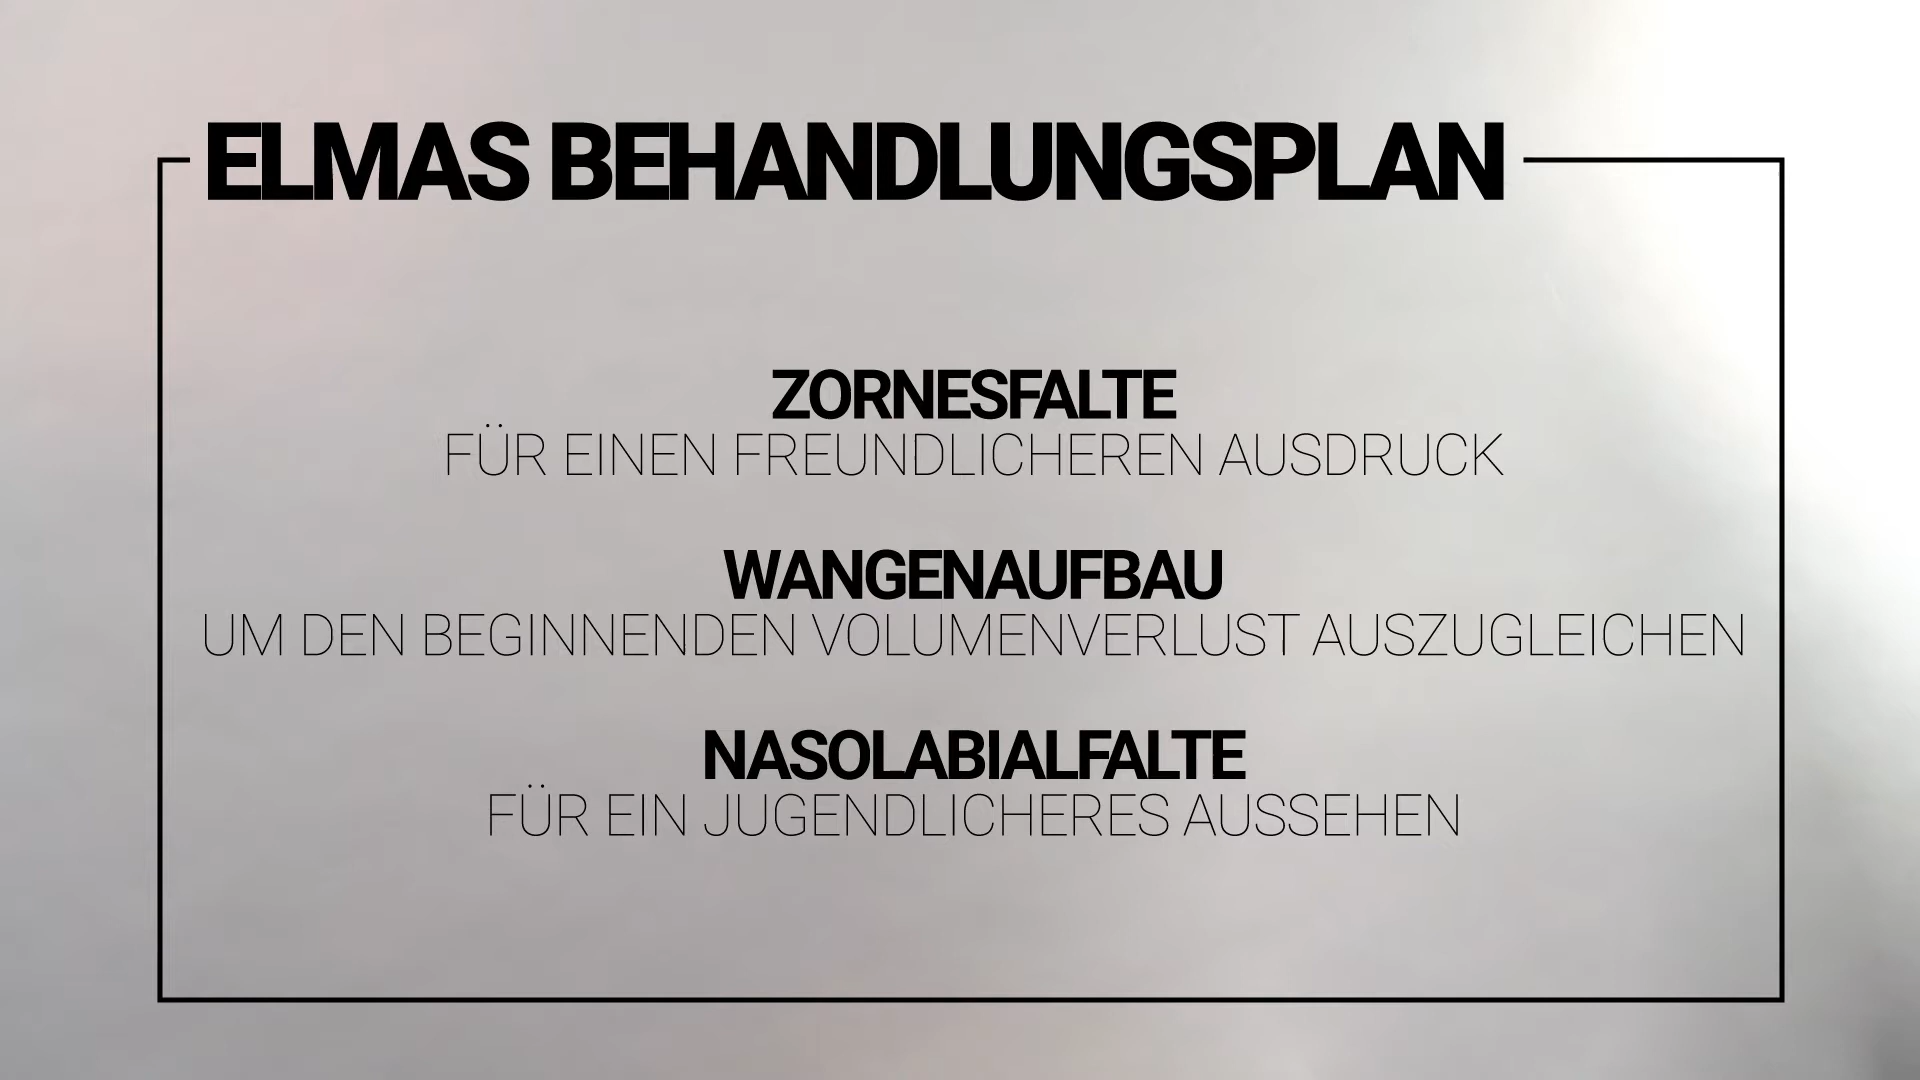 ELMAS BEHANDLUNGSPLAN
ZORNESFALTE
FÜR EINEN FREUNDLICHEREN AUSDRUCK
WANGENAUFBAU
UM DEN BEGINNENDEN VOLUMENVERLUST AUSZUGLEICHEN
NASOLABIALFALTE
FÜR EIN JUGENDLICHERES AUSSEHEN